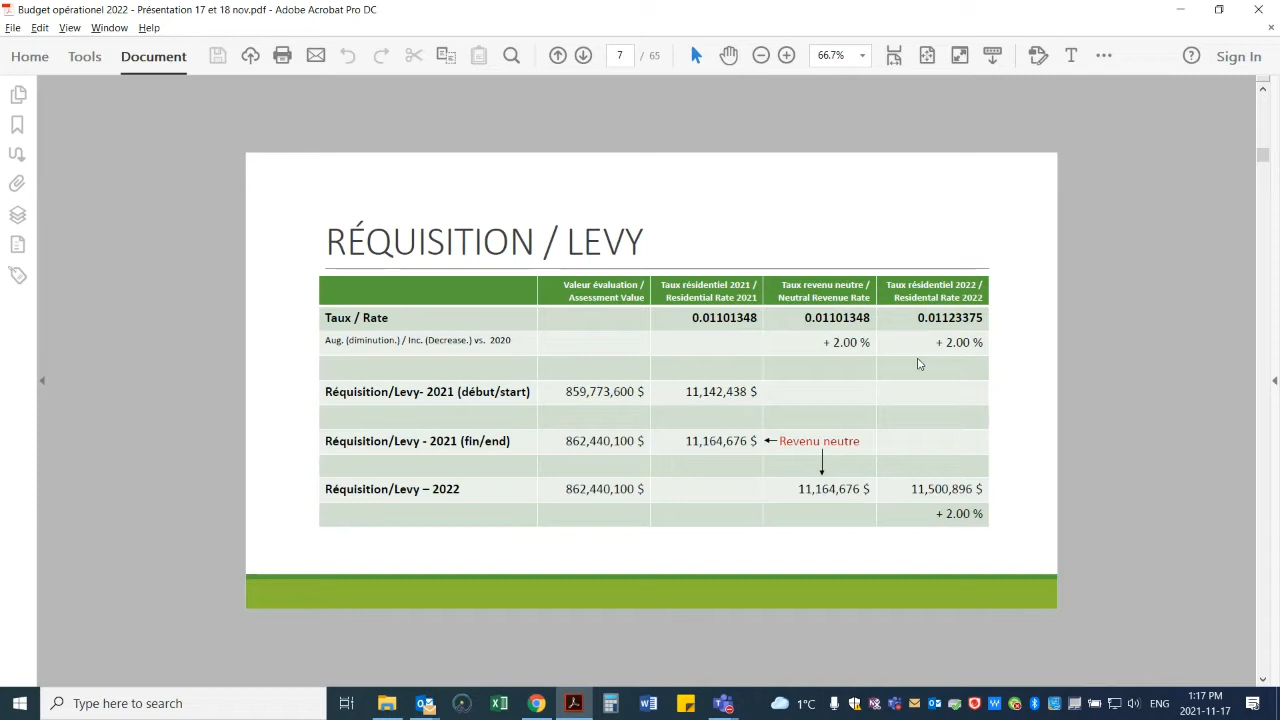 Budget opérationel 2022 - Présentation 17 et 18 nov.pdf - Adobe Acrobat Pro DC
File Edit View Window Help
Home Tools Document 7 / 65 66.7% Sign In
RÉQUISITION / LEVY
Valeur évaluation / Taux résidentiel 2021 / Taux revenu neutre / Taux résidentiel 2022 /
Assessment Value Residential Rate 2021 Neutral Revenue Rate Residental Rate 2022
Taux / Rate 0.01101348 0.01101348 0.01123375
Aug. (diminution.) / Inc. (Decrease.) vs. 2020 + 2.00 % + 2.00 %
Réquisition/Levy- 2021 (début/start) 859,773,600 $ 11,142,438 $
Réquisition/Levy - 2021 (fin/end) 862,440,100 $ 11,164,676 $ Revenu neutre
Réquisition/Levy – 2022 862,440,100 $ 11,164,676 $ 11,500,896 $
+ 2.00 %
Type here to search 1°C ENG 1:17 PM
2021-11-17